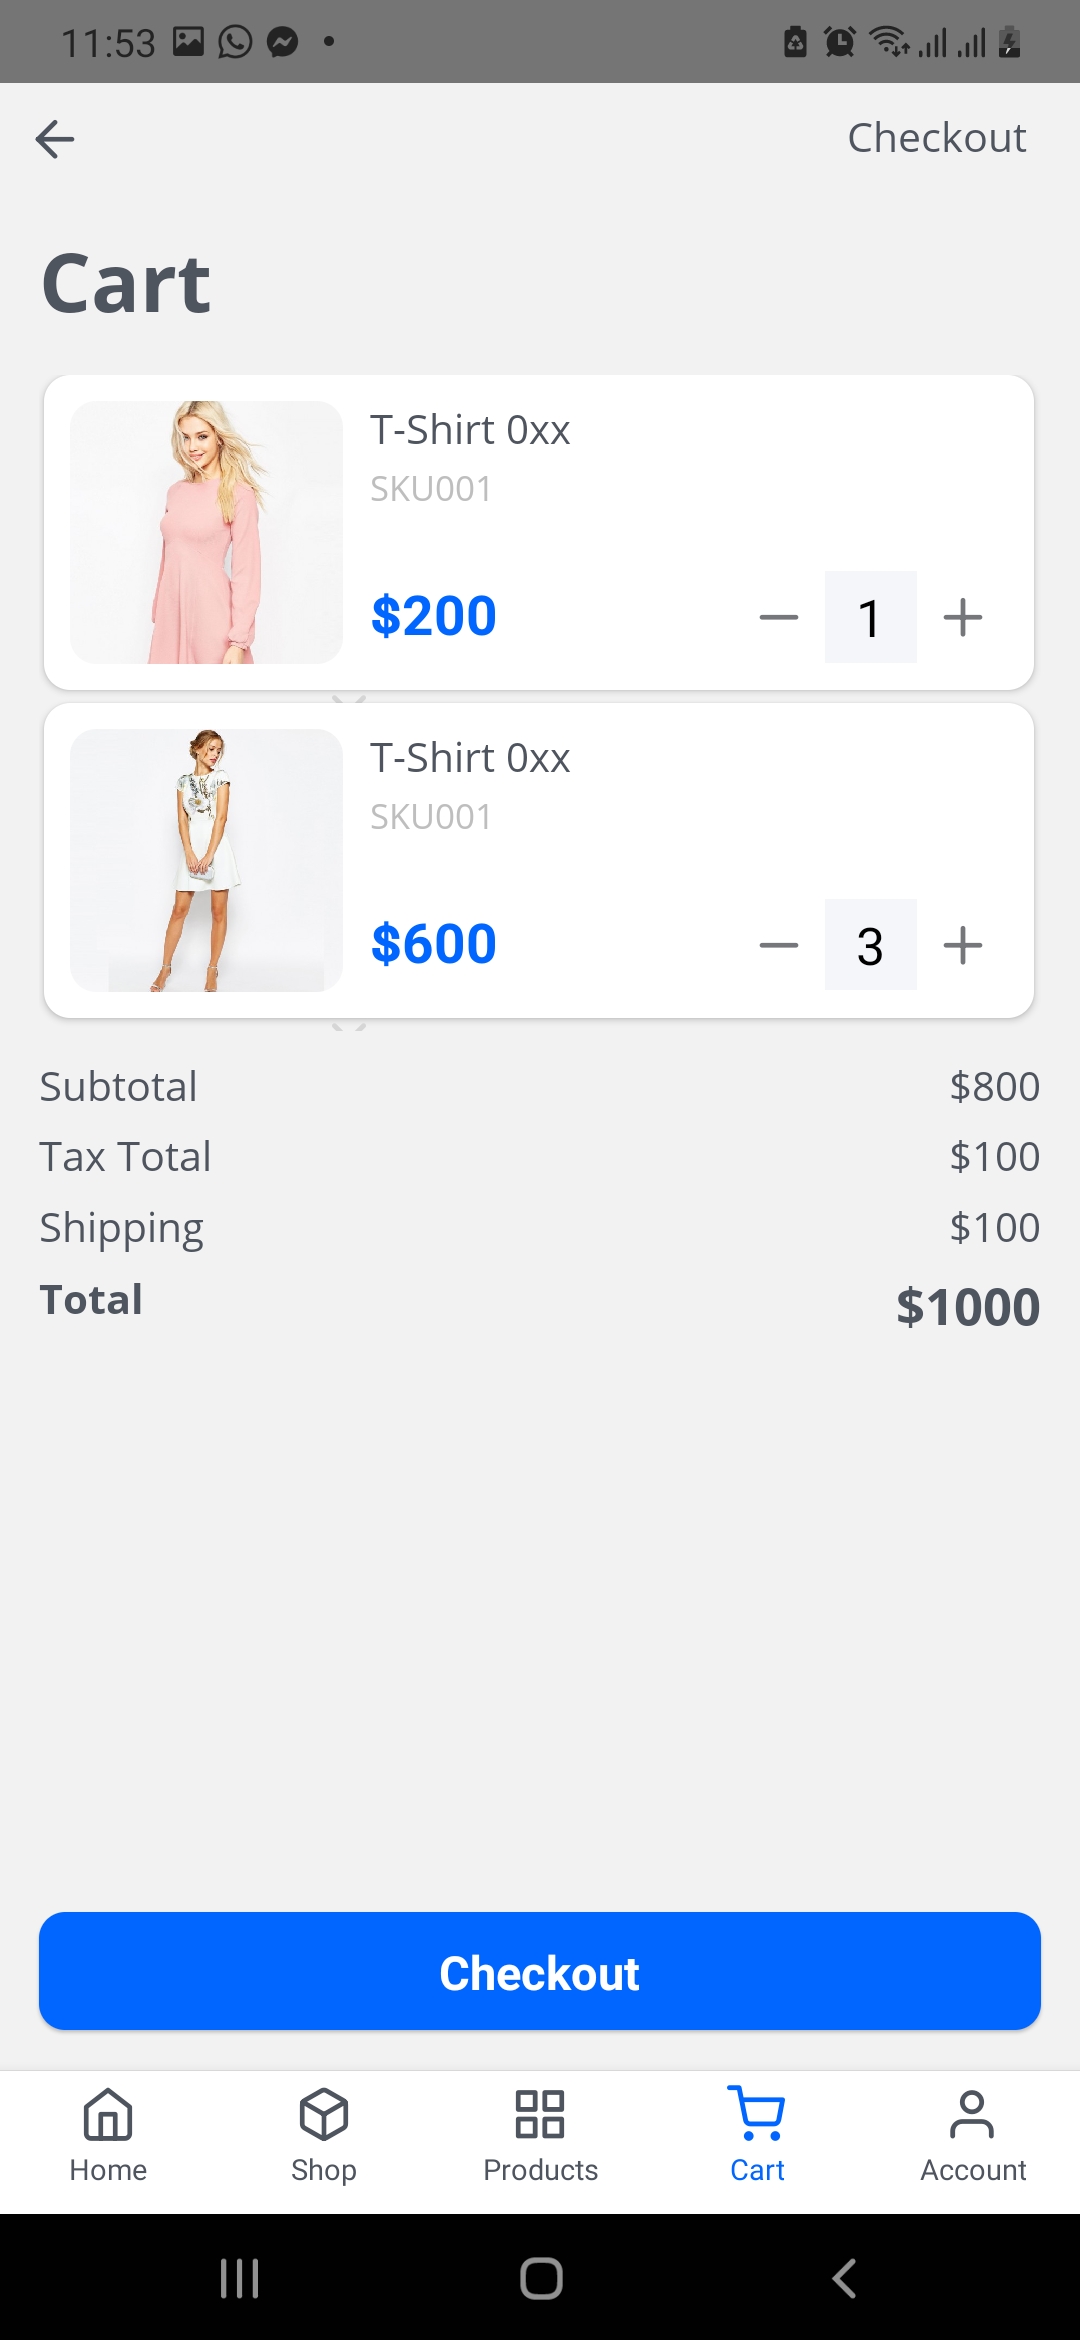 11:53
Checkout
Cart
T-Shirt 0xx
SKU001
$200
1
T-Shirt 0xx
SKU001
$600
3
Subtotal $800
Tax Total $100
Shipping $100
Total $1000
Checkout
Home Shop Products Cart Account